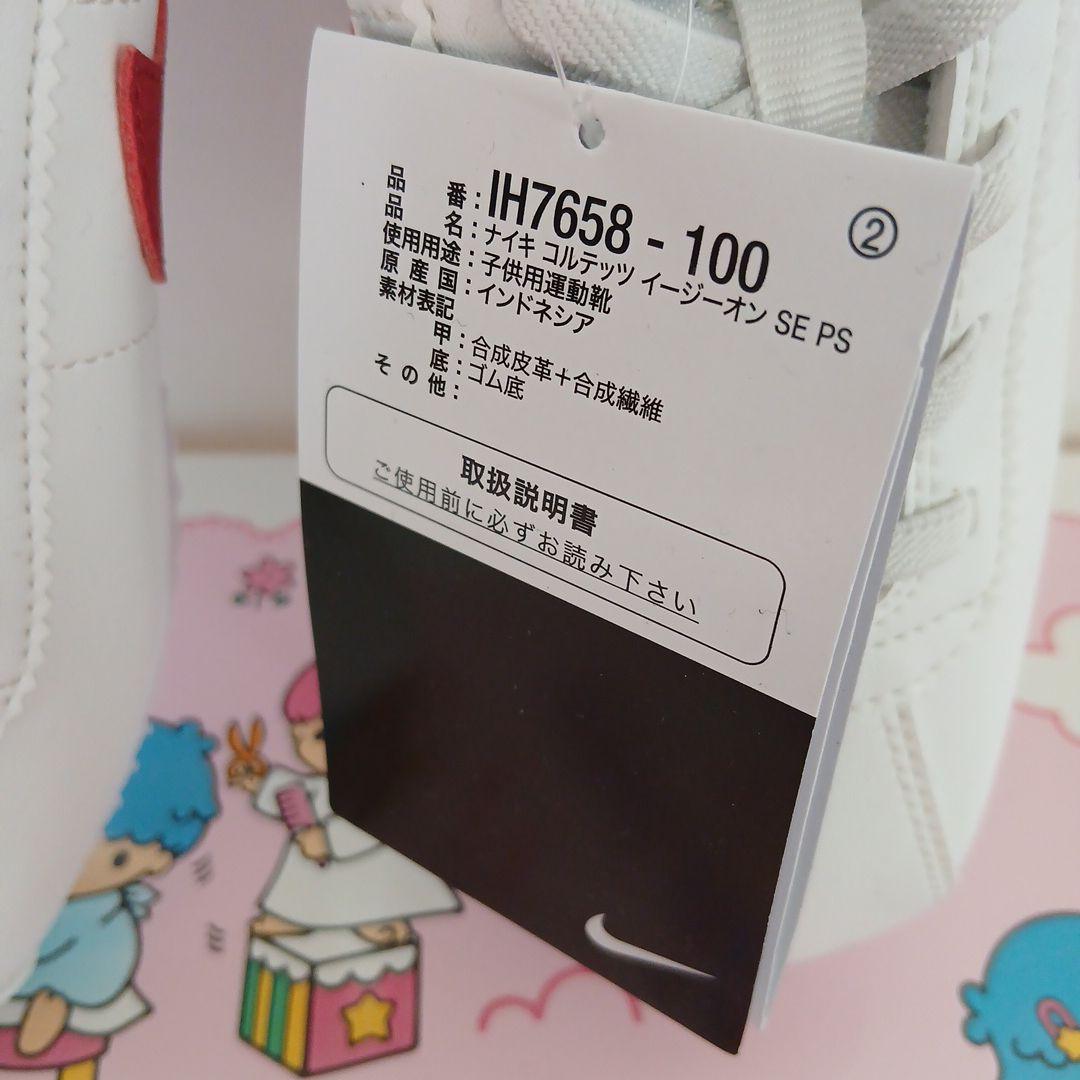 品番：IH7658 - 100 ②
品名：ナイキ コルテッツ イージーオン SE PS
使用用途：子供用運動靴
原産国：インドネシア
素材表記
甲：合成皮革＋合成繊維
底：ゴム底
その他：
取扱説明書
ご使用前に必ずお読み下さい